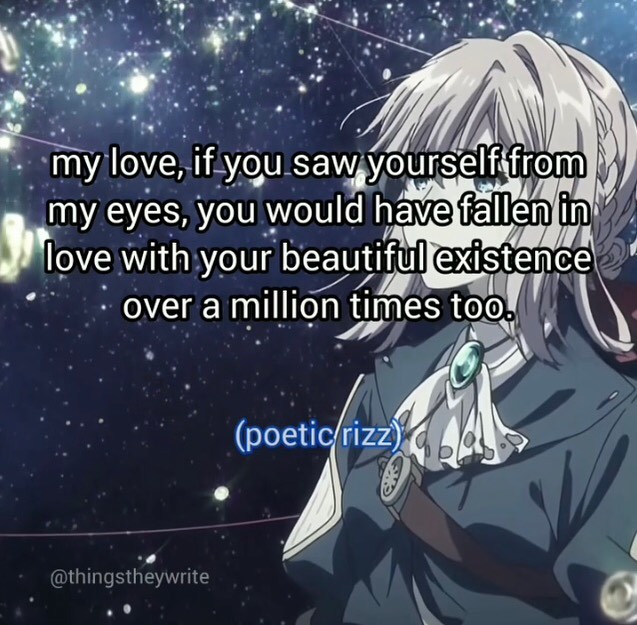 my love, if you saw yourself from
my eyes, you would have fallen in
love with your beautiful existence
over a million times too.
(poetic rizz)
@thingstheywrite